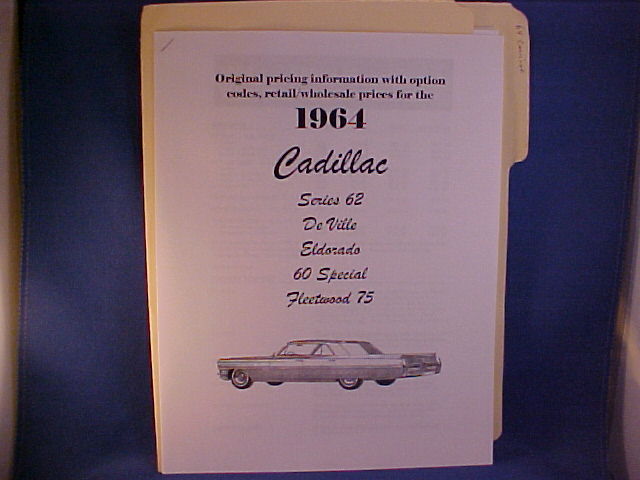 Original pricing information with option
codes, retail/wholesale prices for the
1964
Cadillac
Series 62
De Ville
Eldorado
60 Special
Fleetwood 75